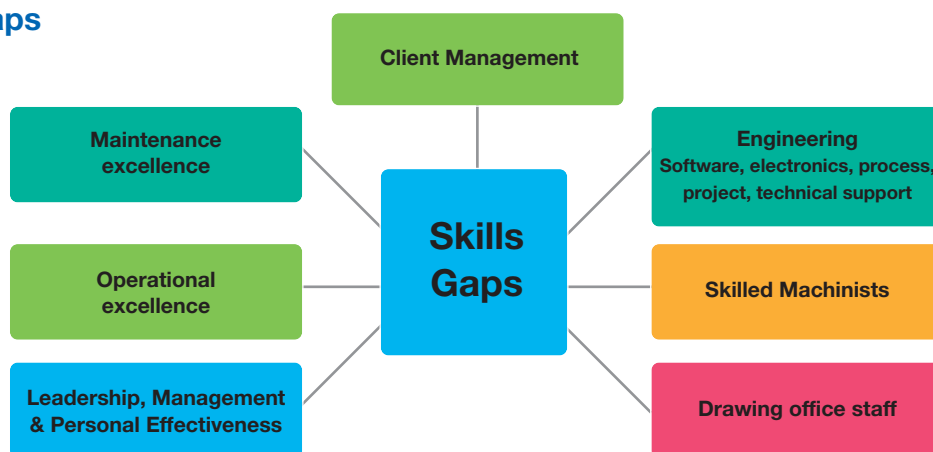 Client Management
Maintenance
excellence
Engineering
Software, electronics, process,
project, technical support
Skills
Gaps
Operational
excellence
Skilled Machinists
Leadership, Management
& Personal Effectiveness
Drawing office staff